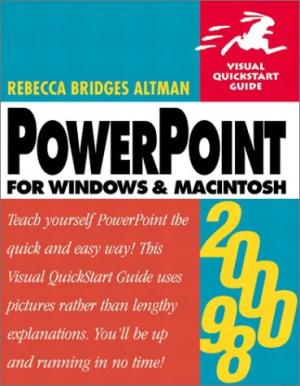 VISUAL
QUICKSTART
GUIDE
REBECCA BRIDGES ALTMAN
POWERPOINT
FOR WINDOWS & MACINTOSH
2000
98
Teach yourself PowerPoint the
quick and easy way! This
Visual QuickStart Guide uses
pictures rather than lengthy
explanations. You'll be up
and running in no time!